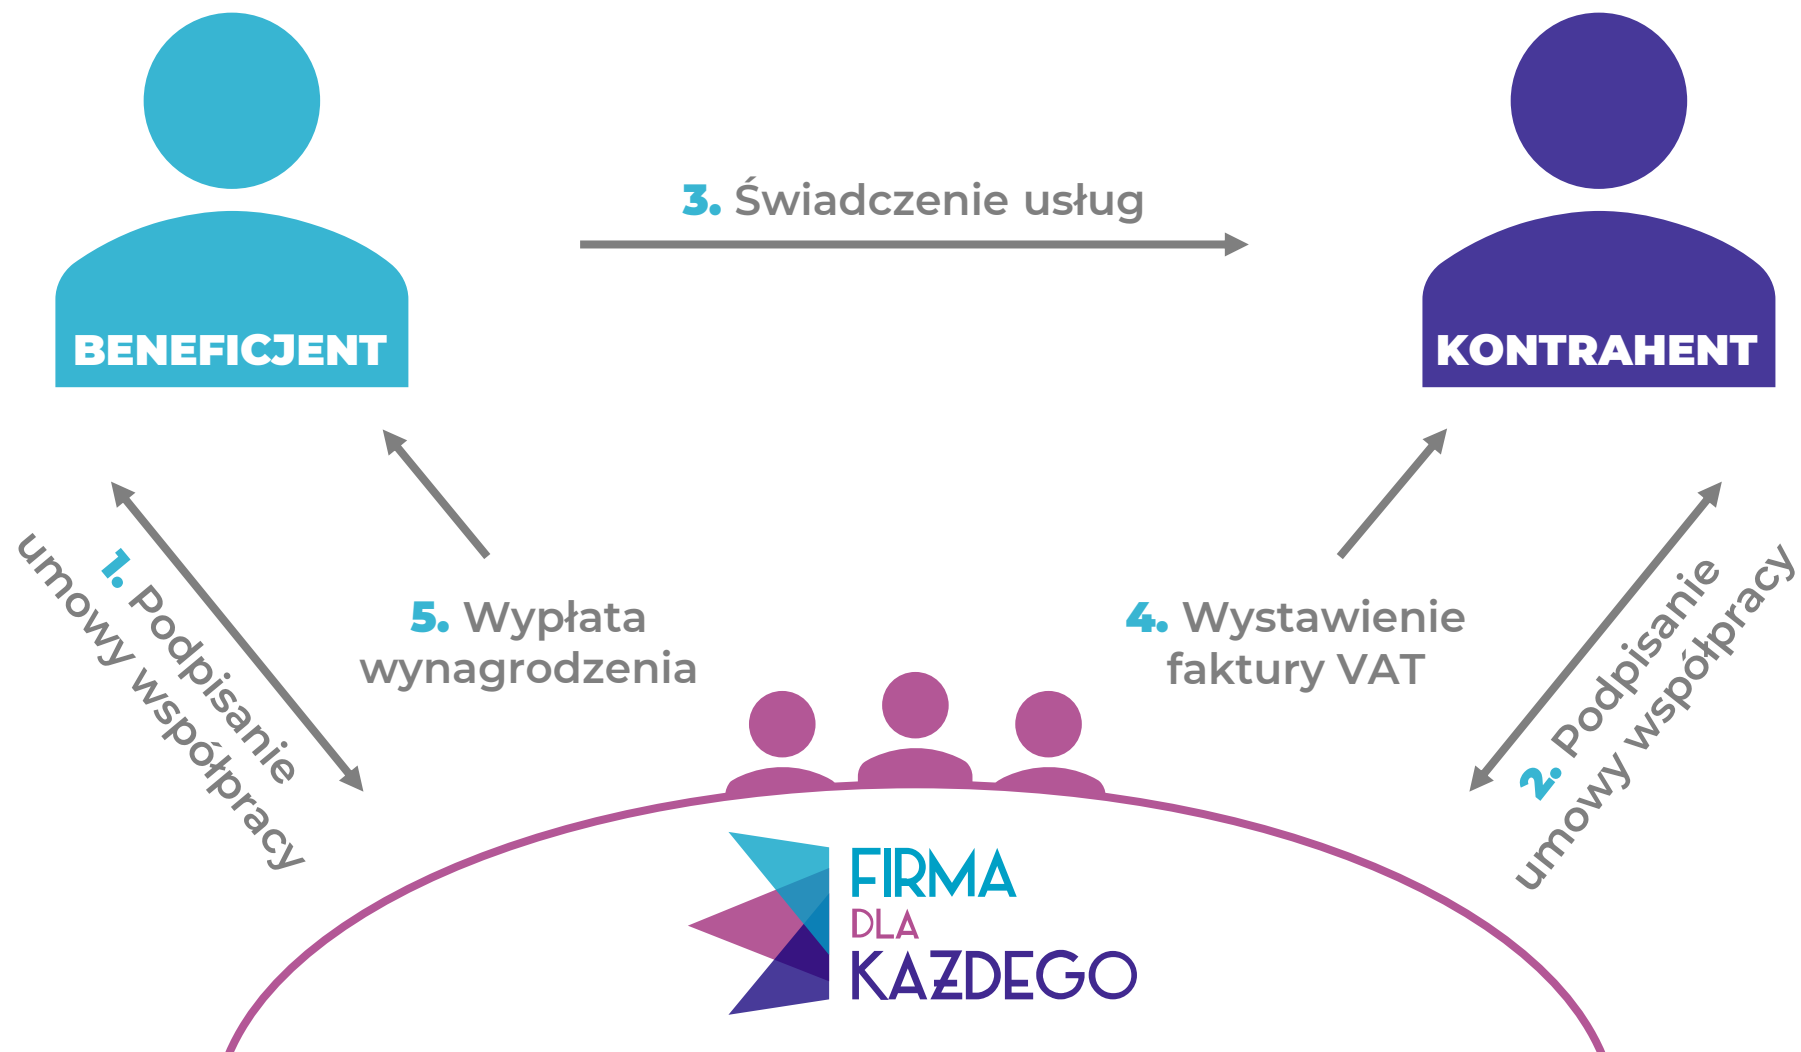 3. Świadczenie usług
BENEFICJENT
KONTRAHENT
1. Podpisanie
umowy współpracy
5. Wypłata
wynagrodzenia
4. Wystawienie
faktury VAT
2. Podpisanie
umowy współpracy
FIRMA
DLA
KAŻDEGO